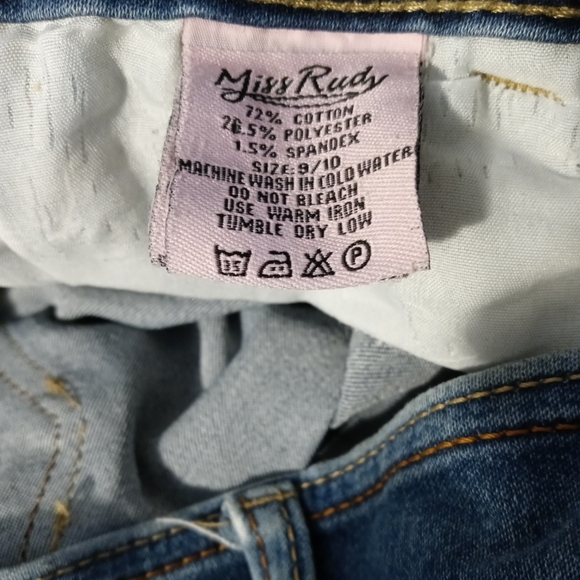 Miss Rudy
72% COTTON
26.5% POLYESTER
1.5% SPANDEX
SIZE:9/10
MACHINE WASH IN COLD WATER
DO NOT BLEACH
USE WARM IRON
TUMBLE DRY LOW
35 P